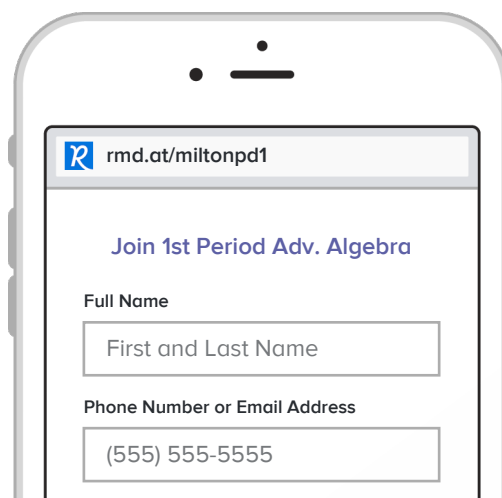 rmd.at/miltonpd1
Join 1st Period Adv. Algebra
Full Name
First and Last Name
Phone Number or Email Address
(555) 555-5555